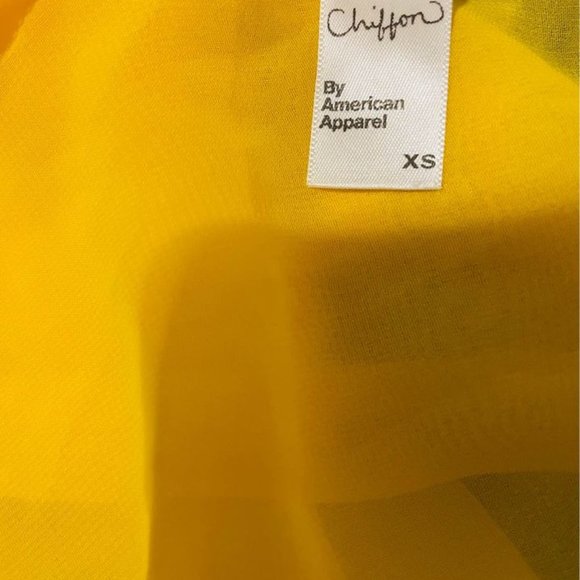 Chiffon
By
American
Apparel
XS